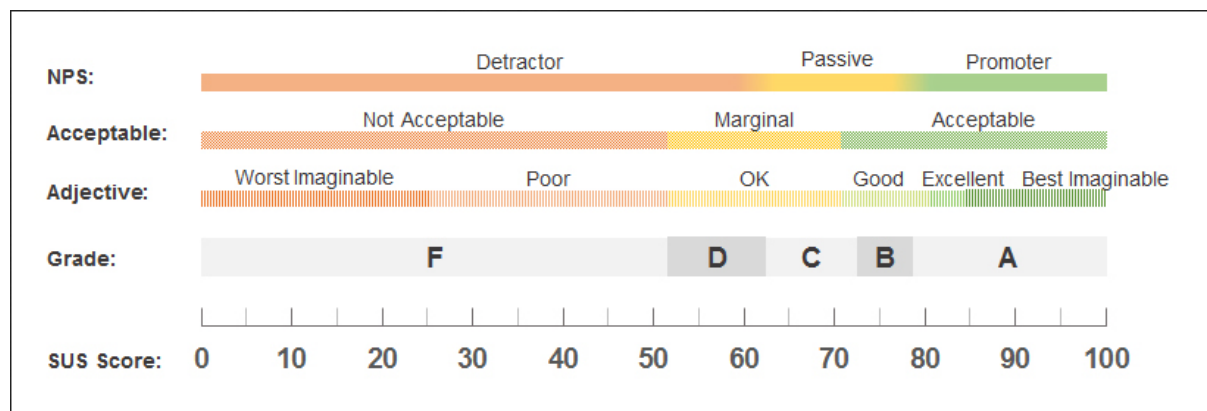 NPS: Detractor Passive Promoter
Acceptable: Not Acceptable Marginal Acceptable
Adjective: Worst Imaginable Poor OK Good Excellent Best Imaginable
Grade: F D C B A
SUS Score: 0 10 20 30 40 50 60 70 80 90 100